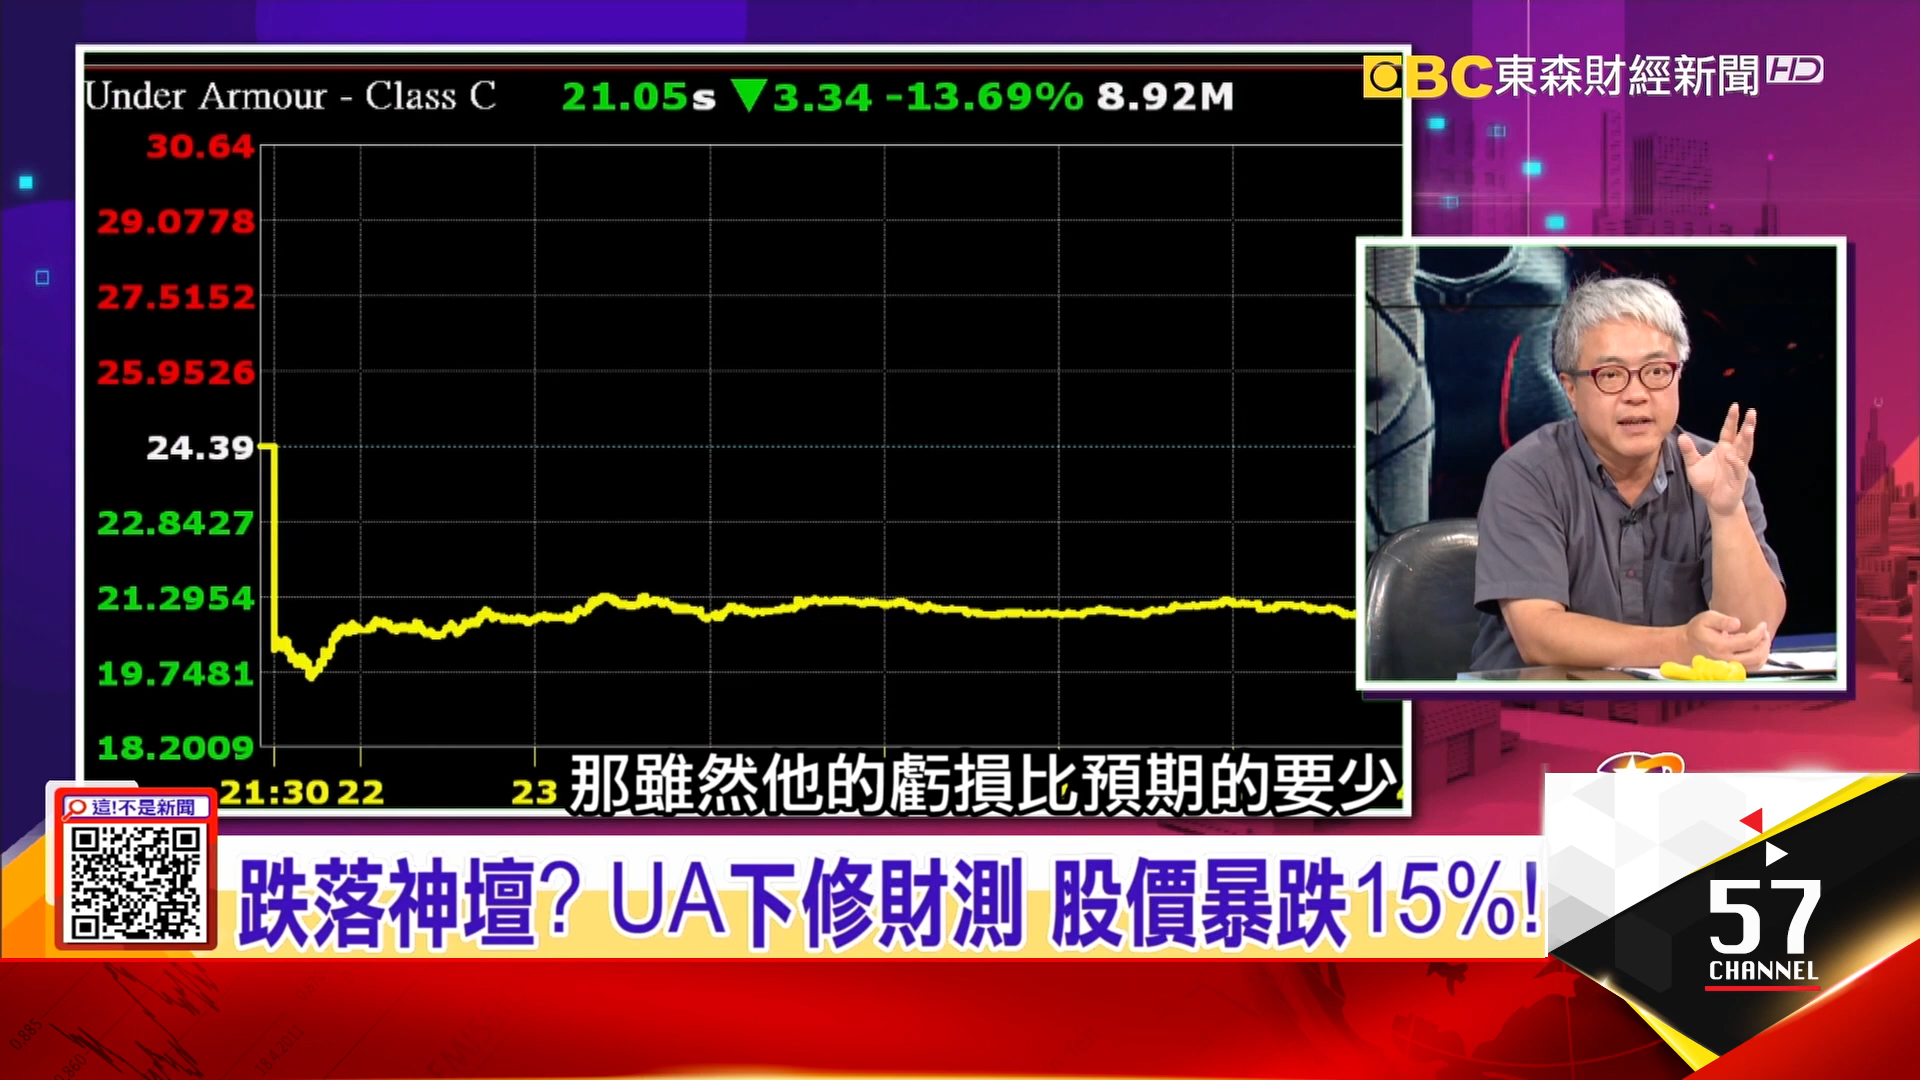 Under Armour - Class C 21.05s ▼3.34 -13.69% 8.92M
EBC東森財經新聞HD
30.64
29.0778
27.5152
25.9526
24.39
22.8427
21.2954
19.7481
18.2009
21:30 22 23
那雖然他的虧損比預期的要少
這!不是新聞
跌落神壇? UA下修財測 股價暴跌15%!
57
CHANNEL